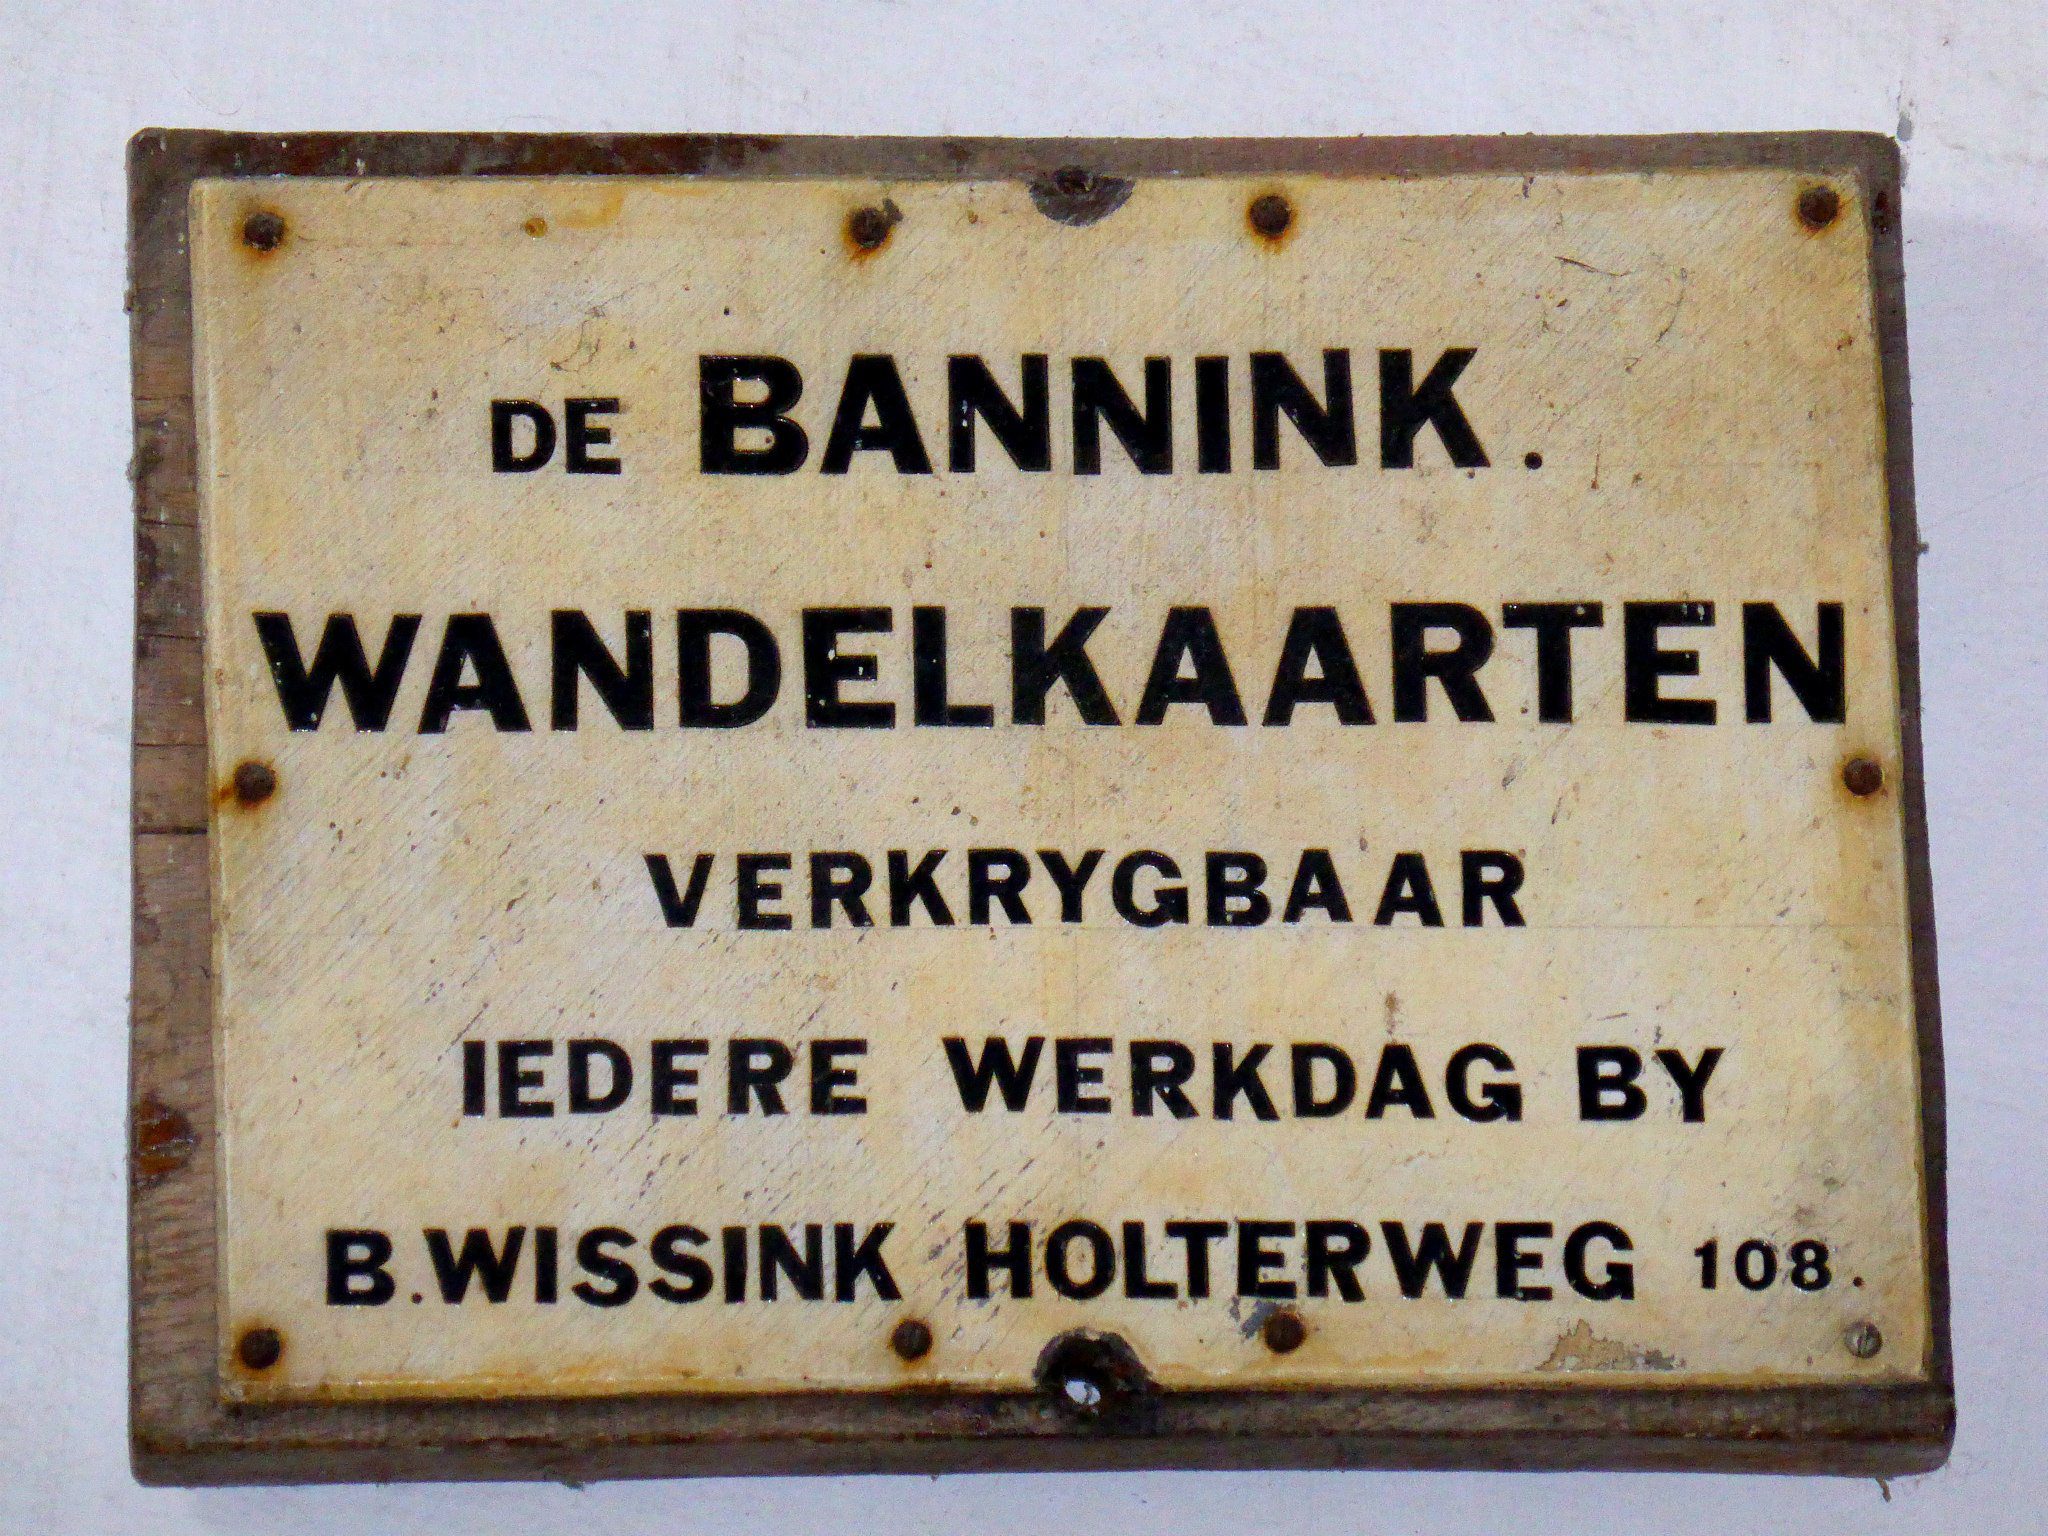 DE BANNINK.
WANDELKAARTEN
VERKRYGBAAR
IEDERE WERKDAG BY
B.WISSINK HOLTERWEG 108.